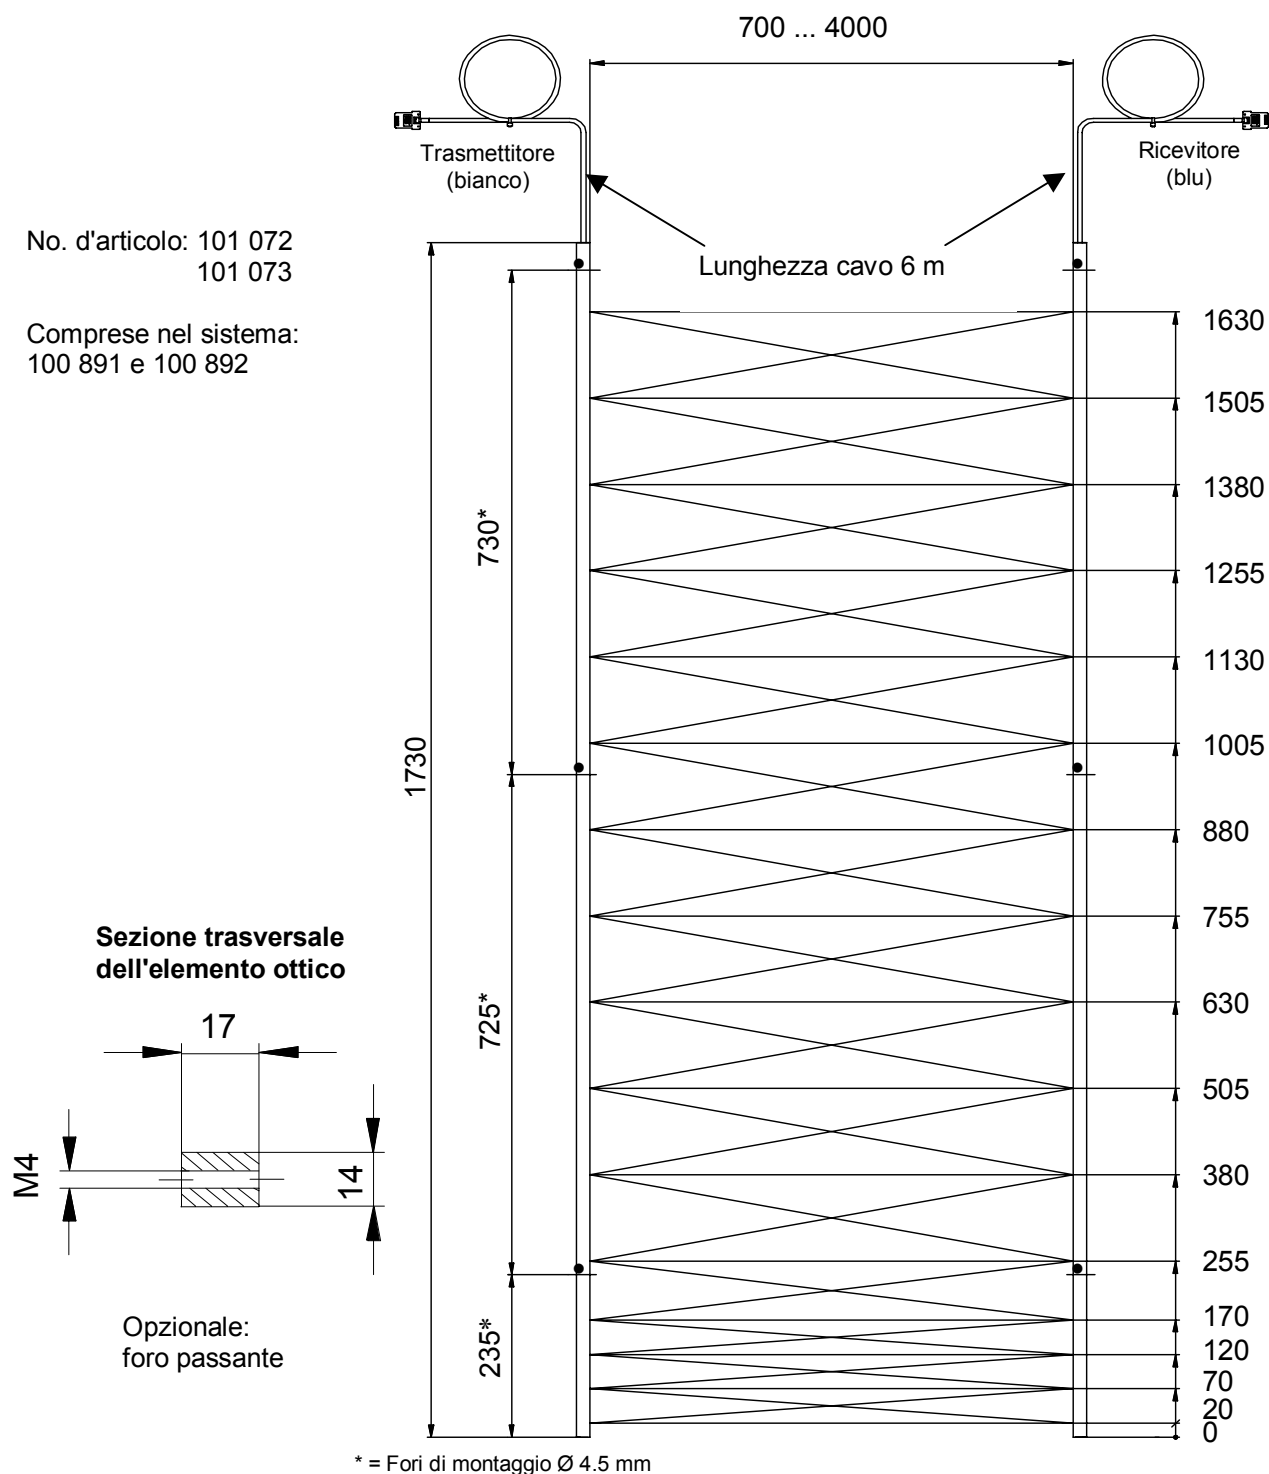 700 ... 4000
Trasmettitore
(bianco)
Ricevitore
(blu)
No. d'articolo: 101 072
101 073
Lunghezza cavo 6 m
Comprese nel sistema:
100 891 e 100 892
1630
1505
1380
1255
1130
1005
880
755
630
505
380
255
170
120
70
20
0
730*
1730
725*
235*
Sezione trasversale
dell'elemento ottico
17
M4
14
Opzionale:
foro passante
* = Fori di montaggio Ø 4.5 mm